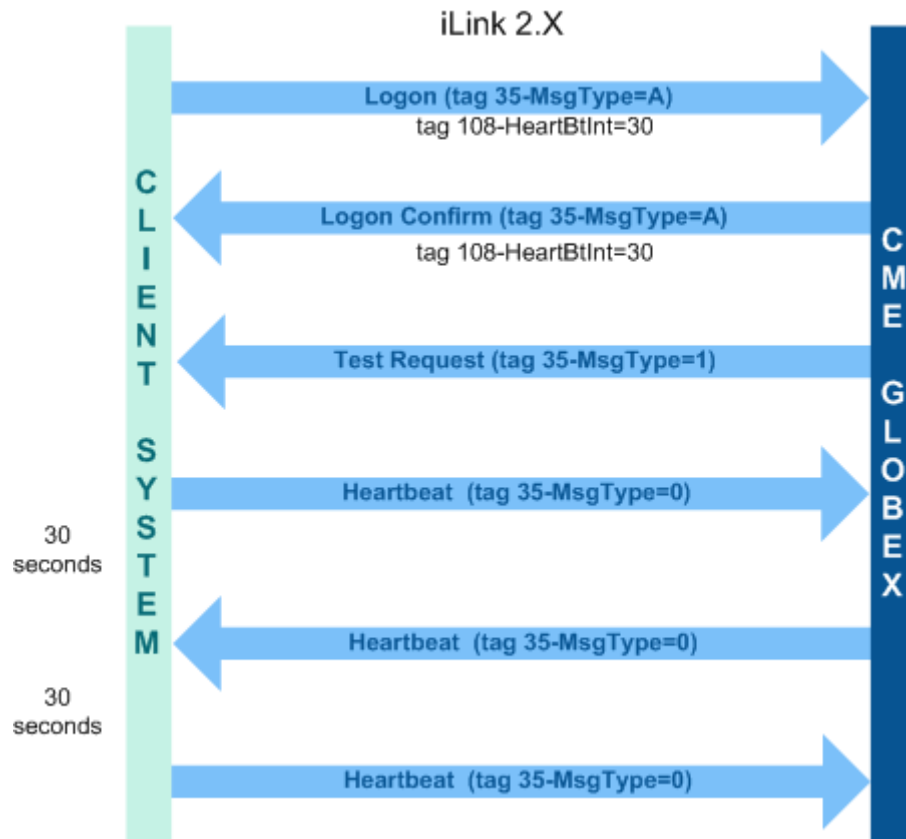 iLink 2.X
Logon (tag 35-MsgType=A)
tag 108-HeartBtInt=30
Logon Confirm (tag 35-MsgType=A)
tag 108-HeartBtInt=30
Test Request (tag 35-MsgType=1)
Heartbeat  (tag 35-MsgType=0)
30
seconds
Heartbeat  (tag 35-MsgType=0)
30
seconds
Heartbeat  (tag 35-MsgType=0)
CLIENT SYSTEM
CME GLOBEX